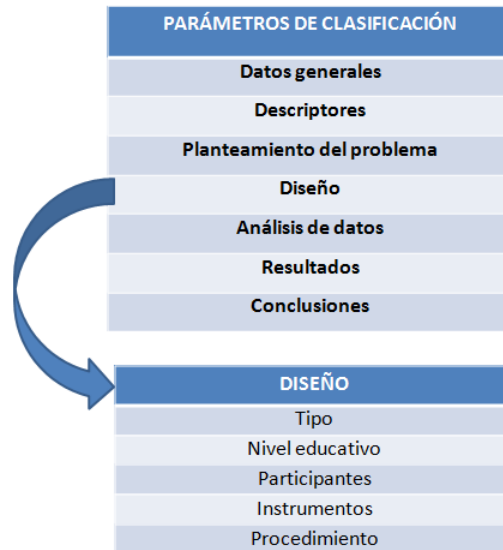 PARÁMETROS DE CLASIFICACIÓN
Datos generales
Descriptores
Planteamiento del problema
Diseño
Análisis de datos
Resultados
Conclusiones
DISEÑO
Tipo
Nivel educativo
Participantes
Instrumentos
Procedimiento